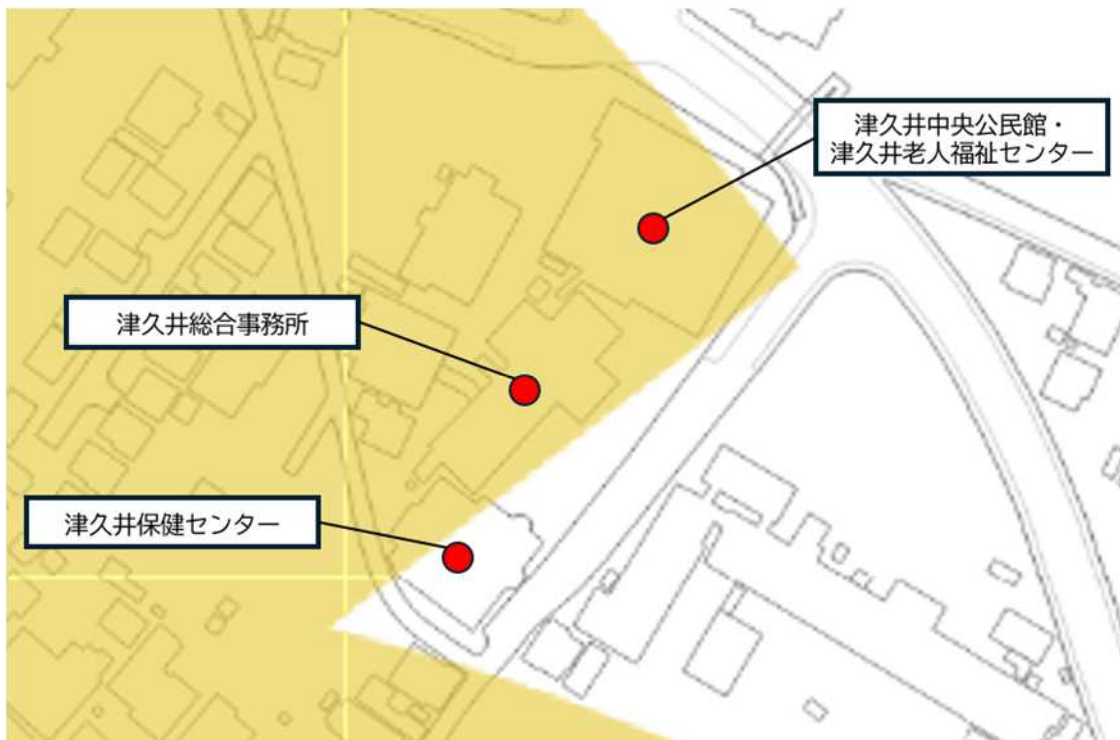 津久井中央公民館・
津久井老人福祉センター
津久井総合事務所
津久井保健センター